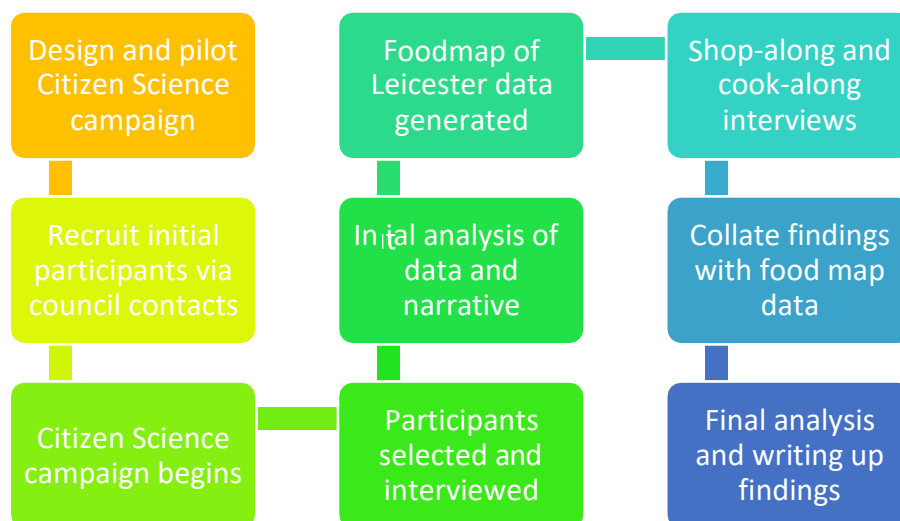 Design and pilot
Citizen Science
campaign
Recruit initial
participants via
council contacts
Citizen Science
campaign begins
Participants
selected and
interviewed
Initial analysis of
data and
narrative
Foodmap of
Leicester data
generated
Shop-along and
cook-along
interviews
Collate findings
with food map
data
Final analysis
and writing up
findings